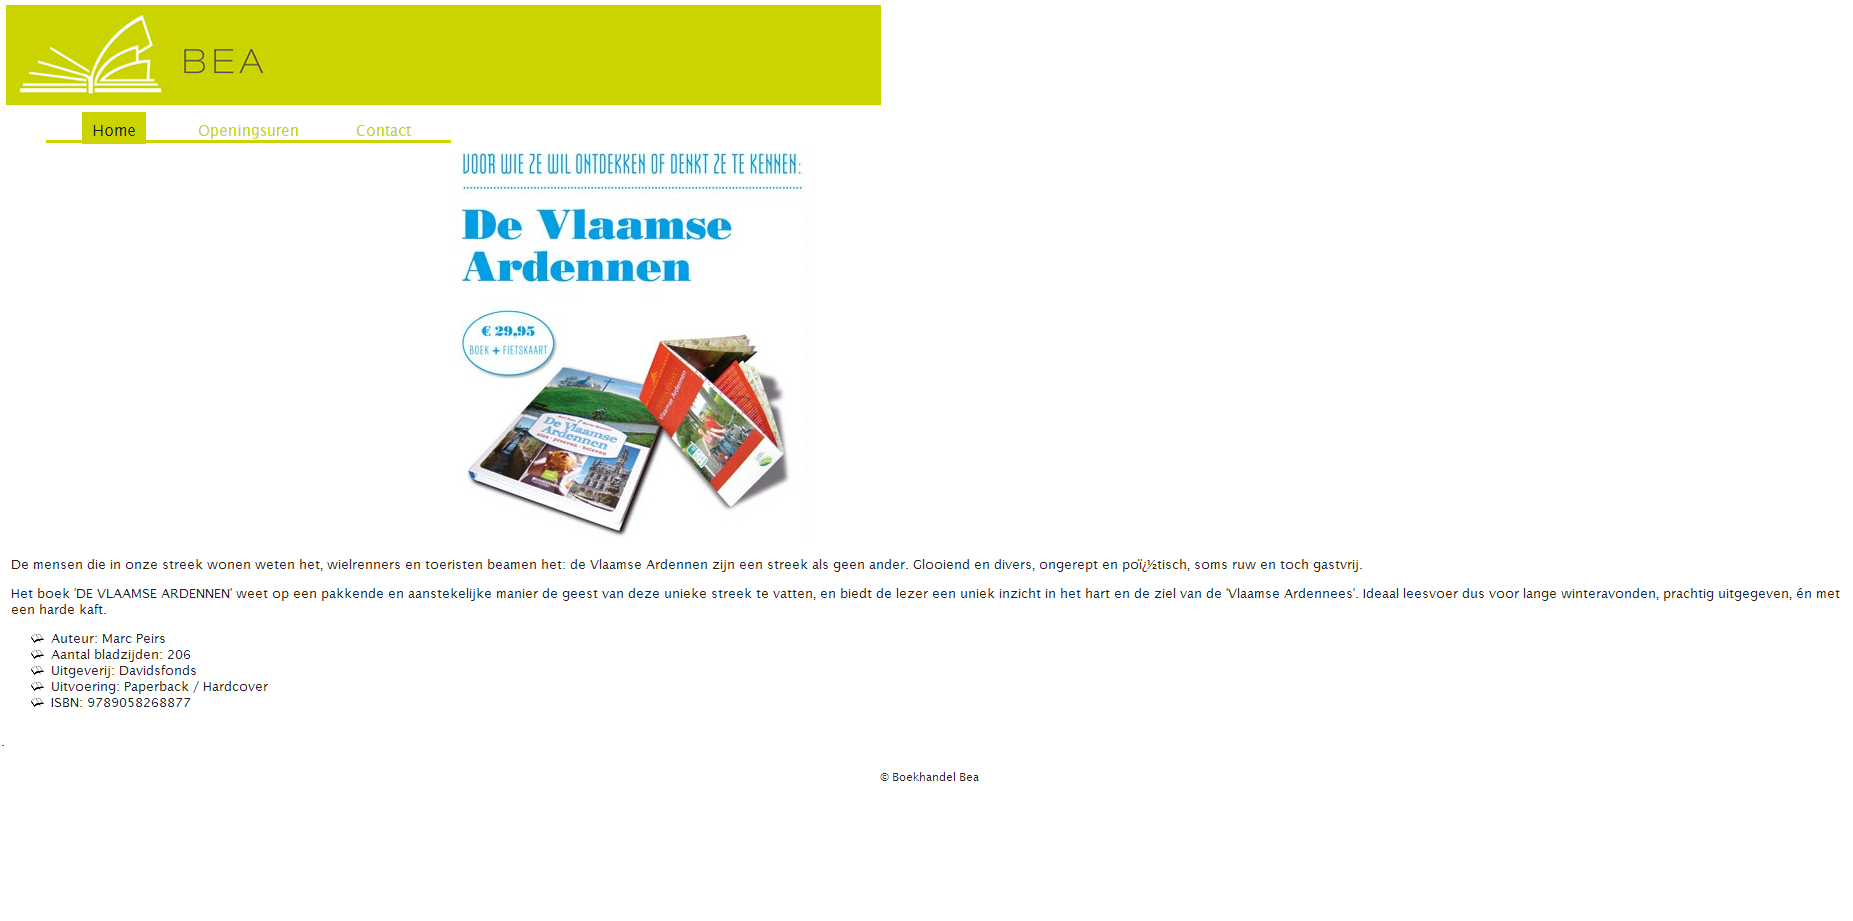 BEA
Home
Openingsuren
Contact
VOOR WIE ZE WIL ONTDEKKEN OF DENKT ZE TE KENNEN:
De Vlaamse
Ardennen
€ 29,95
BOEK + FIETSKAART
De Vlaamse
Ardennen
zien - proeven - beleven
Vlaamse Ardennen
De mensen die in onze streek wonen weten het, wielrenners en toeristen beamen het: de Vlaamse Ardennen zijn een streek als geen ander. Glooiend en divers, ongerept en poï¿½tisch, soms ruw en toch gastvrij.
Het boek 'DE VLAAMSE ARDENNEN' weet op een pakkende en aanstekelijke manier de geest van deze unieke streek te vatten, en biedt de lezer een uniek inzicht in het hart en de ziel van de 'Vlaamse Ardennees'. Ideaal leesvoer dus voor lange winteravonden, prachtig uitgegeven, én met
een harde kaft.
Auteur: Marc Peirs
Aantal bladzijden: 206
Uitgeverij: Davidsfonds
Uitvoering: Paperback / Hardcover
ISBN: 9789058268877
.
© Boekhandel Bea